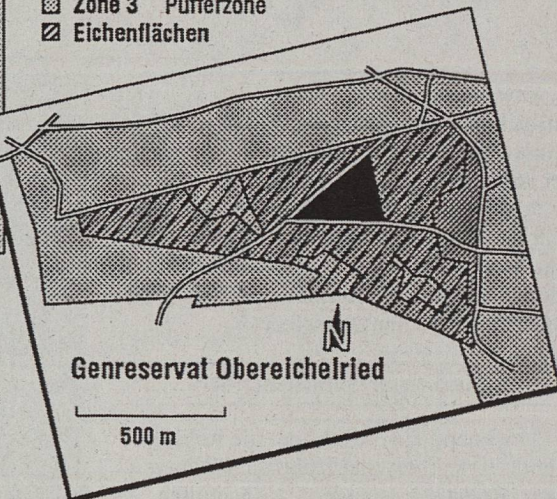 Zone 3 Pufferzone
Eichenflächen
N
Genreservat Obereichelried
500 m